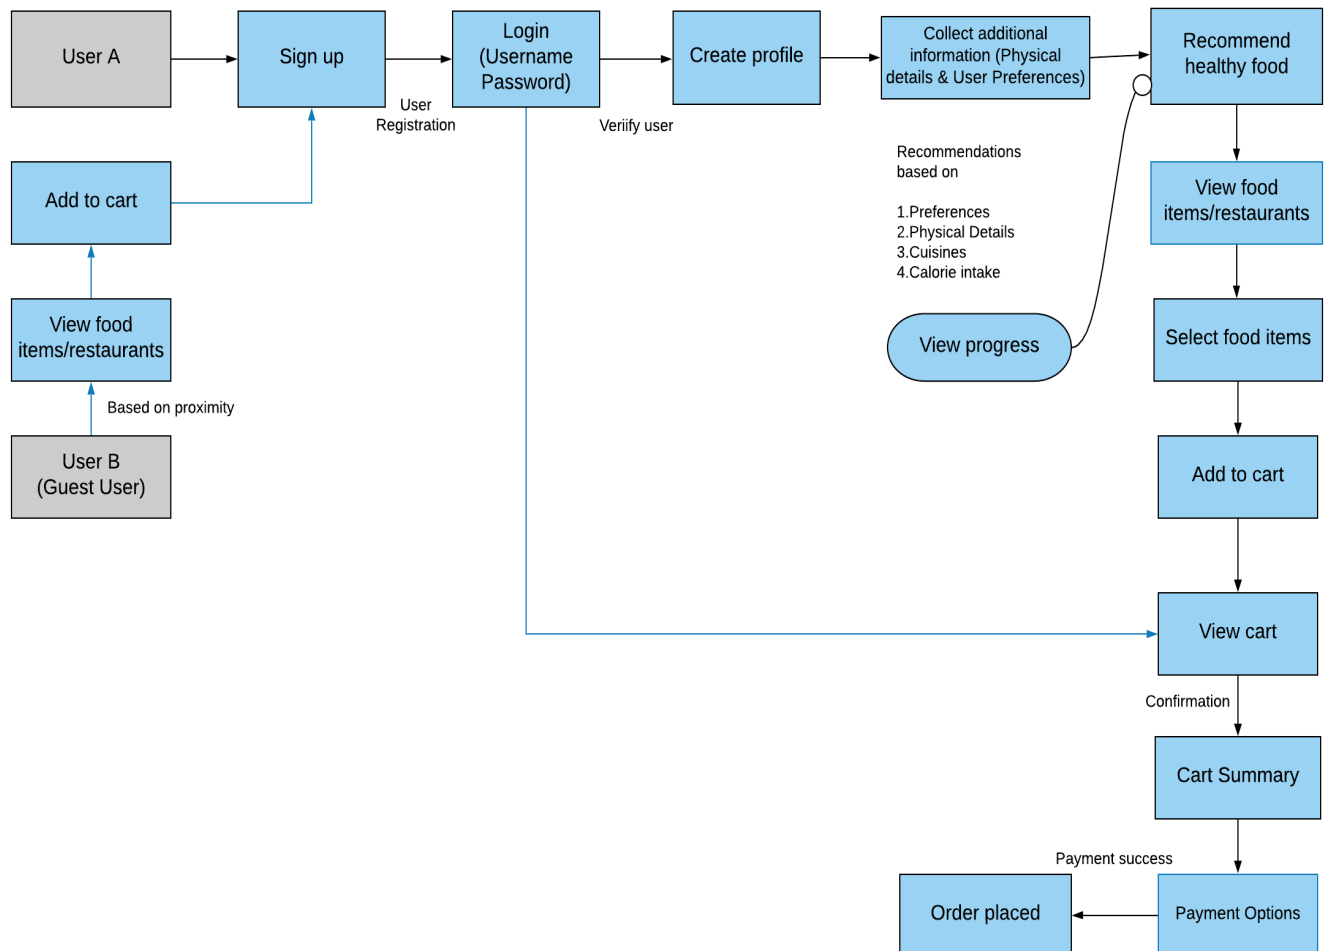 User A
Sign up
Login
(Username
Password)
Create profile
Collect additional
information (Physical
details & User Preferences)
Recommend
healthy food
User
Registration
Veriify user
Recommendations
based on
1.Preferences
2.Physical Details
3.Cuisines
4.Calorie intake
Add to cart
View food
items/restaurants
View food
items/restaurants
View progress
Select food items
Based on proximity
User B
(Guest User)
Add to cart
View cart
Confirmation
Cart Summary
Payment success
Order placed
Payment Options